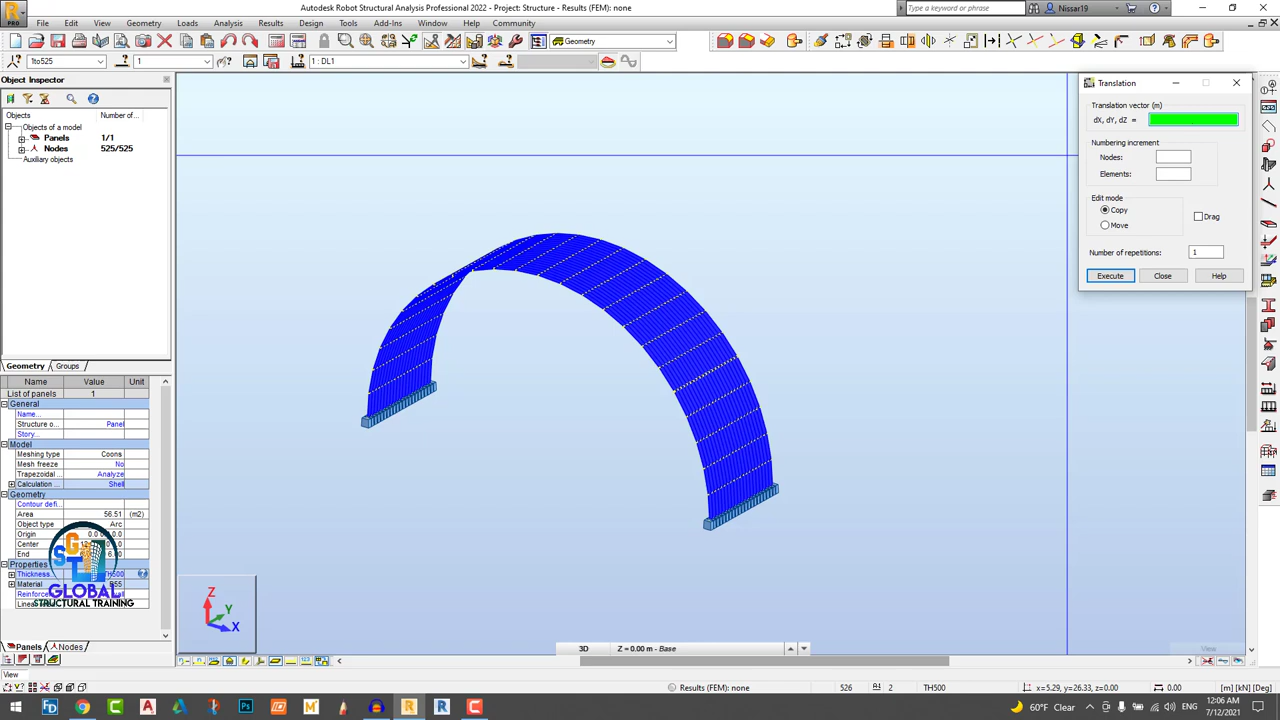 Autodesk Robot Structural Analysis Professional 2022 - Project: Structure - Results (FEM): none
Type a keyword or phrase
Nissar19
PRO
File Edit View Geometry Loads Analysis Results Design Tools Add-Ins Window Help Community
Geometry
1to525 1 1 : DL1
Object Inspector
Objects Number of...
Objects of a model
Panels 1/1
Nodes 525/525
Auxiliary objects
Geometry Groups
Name Value Unit
List of panels 1
General
Name...
Structure o... Panel
Story...
Model
Meshing type Coons
Mesh freeze No
Trapezoidal ... Analyze
Calculation ... Shell
Geometry
Contour defi...
Area 56.51 (m2)
Object type Arc
Origin
Center
End
Properties
Thickness
Material
GLOBAL
STRUCTURAL TRAINING
Panels Nodes
View
Translation
Translation vector (m)
dX, dY, dZ =
Numbering increment
Nodes:
Elements:
Edit mode
Copy
Move
Drag
Number of repetitions: 1
Execute Close Help
Z
Y
X
3D Z = 0.00 m - Base
View
Results (FEM): none 526 2 TH500 x=5.29, y=26.33, z=0.00 0.00 [m] [kN] [Deg]
60°F Clear ENG 12:06 AM
7/12/2021